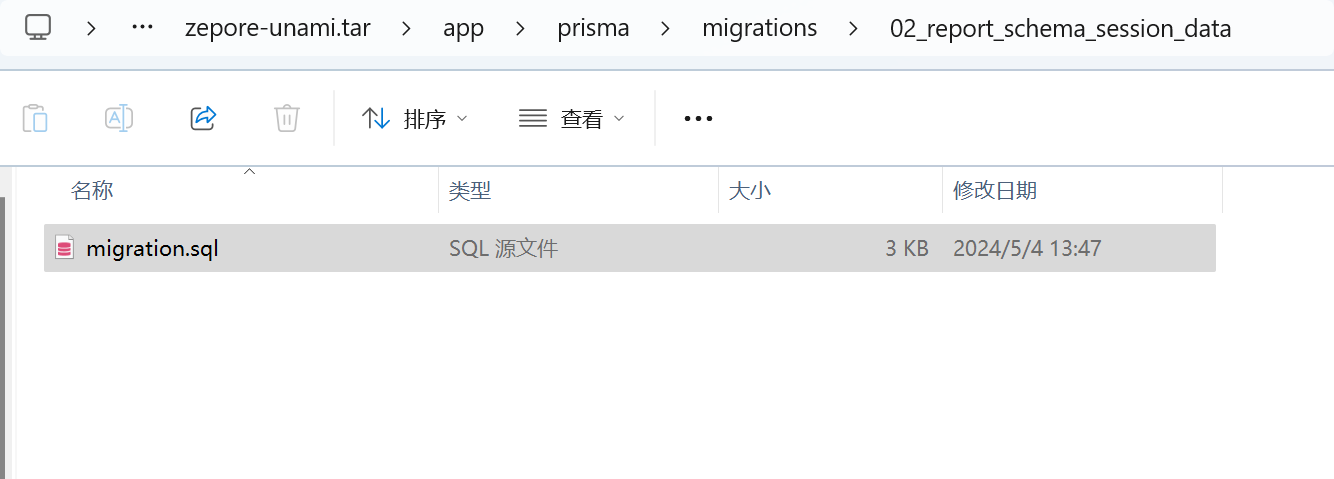 zepore-unami.tar app prisma migrations 02_report_schema_session_data
排序 查看
名称 类型 大小 修改日期
migration.sql SQL 源文件 3 KB 2024/5/4 13:47